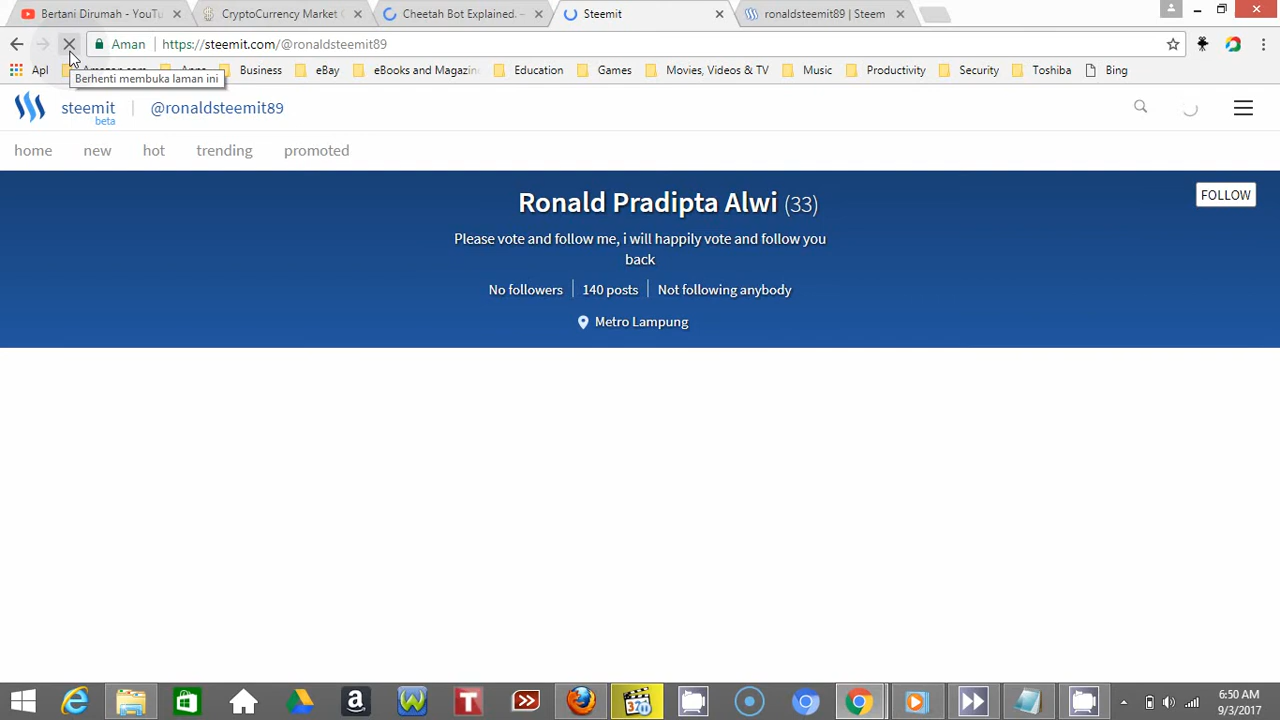 Bertani Dirumah - YouTu
CryptoCurrency Market C
Cheetah Bot Explained. –
Steemit
ronaldsteemit89 | Steem
Aman
https://steemit.com/@ronaldsteemit89
Berhenti membuka laman ini
Apl
Business
eBay
eBooks and Magazin
Education
Games
Movies, Videos & TV
Music
Productivity
Security
Toshiba
Bing
steemit
beta
@ronaldsteemit89
home
new
hot
trending
promoted
Ronald Pradipta Alwi (33)
FOLLOW
Please vote and follow me, i will happily vote and follow you
back
No followers
140 posts
Not following anybody
Metro Lampung
6:50 AM
9/3/2017